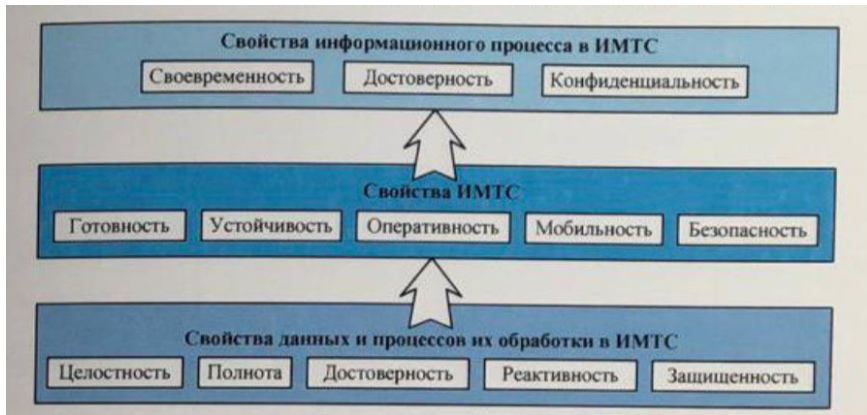 Свойства информационного процесса в ИМТС
Своевременность Достоверность Конфиденциальность
Свойства ИМТС
Готовность Устойчивость Оперативность Мобильность Безопасность
Свойства данных и процессов их обработки в ИМТС
Целостность Полнота Достоверность Реактивность Защищенность